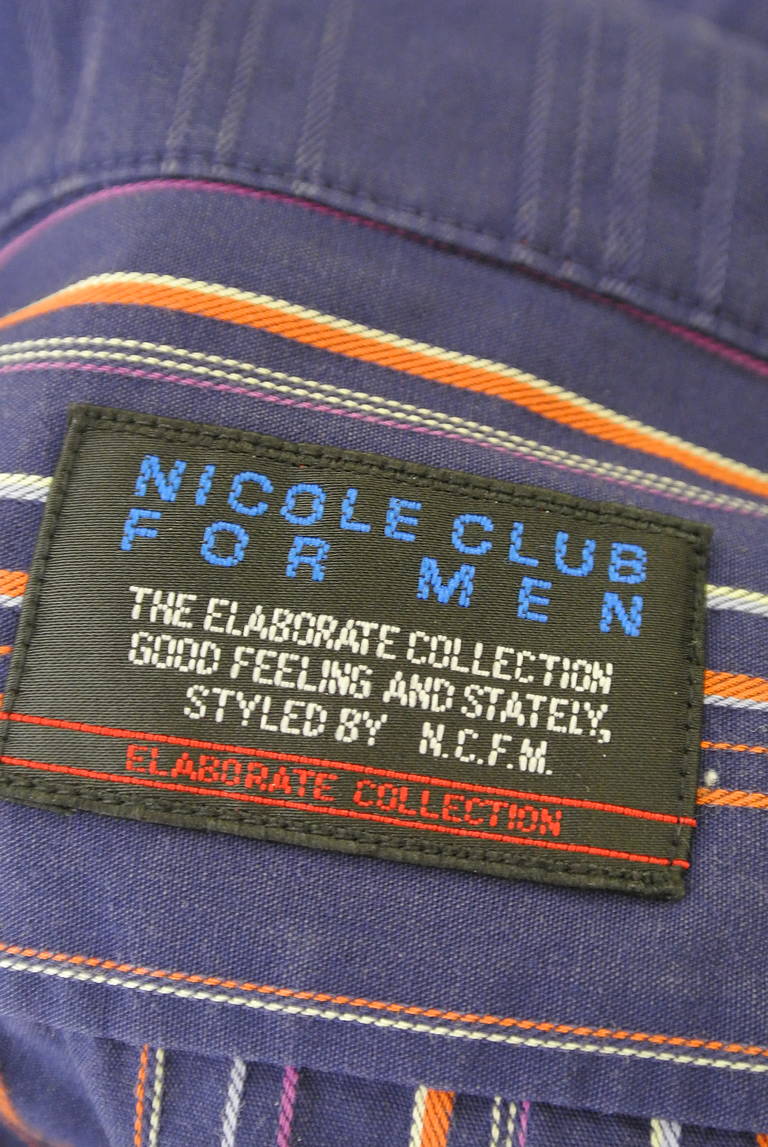 NICOLE CLUB
FOR MEN
THE ELABORATE COLLECTION
GOOD FEELING AND STATELY,
STYLED BY N.C.F.M.
ELABORATE COLLECTION